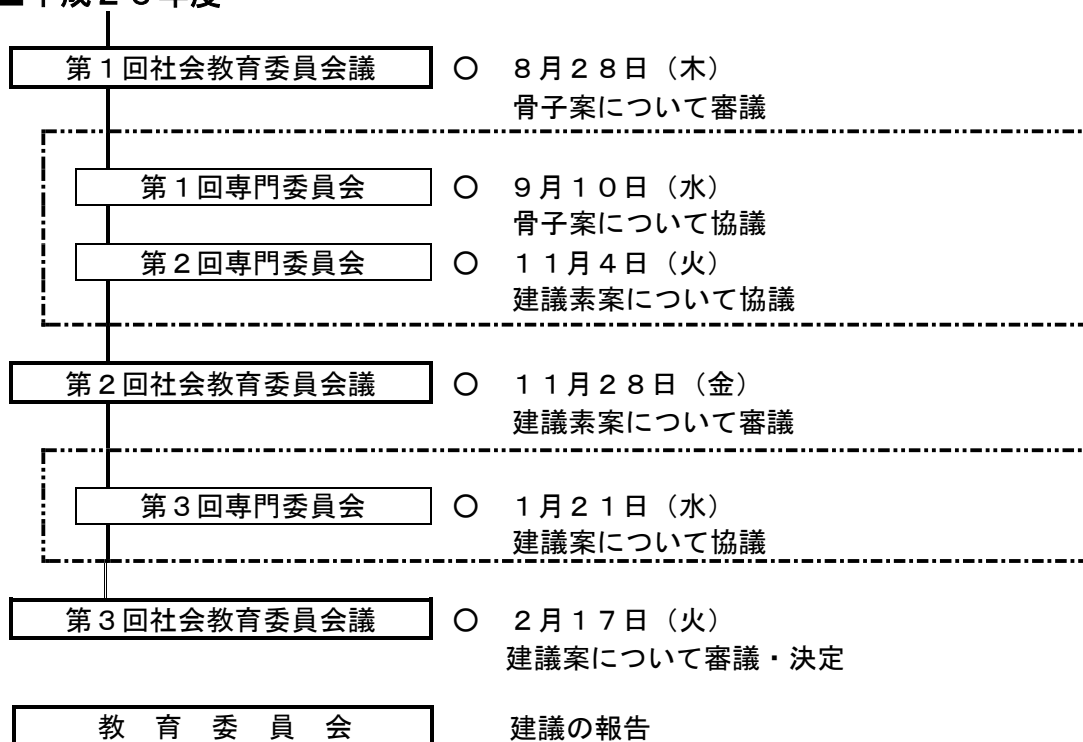 第１回社会教育委員会議 ○ ８月２８日（木）
骨子案について審議
第１回専門委員会 ○ ９月１０日（水）
骨子案について協議
第２回専門委員会 ○ １１月４日（火）
建議素案について協議
第２回社会教育委員会議 ○ １１月２８日（金）
建議素案について審議
第３回専門委員会 ○ １月２１日（水）
建議案について協議
第３回社会教育委員会議 ○ ２月１７日（火）
建議案について審議・決定
教 育 委 員 会 建議の報告